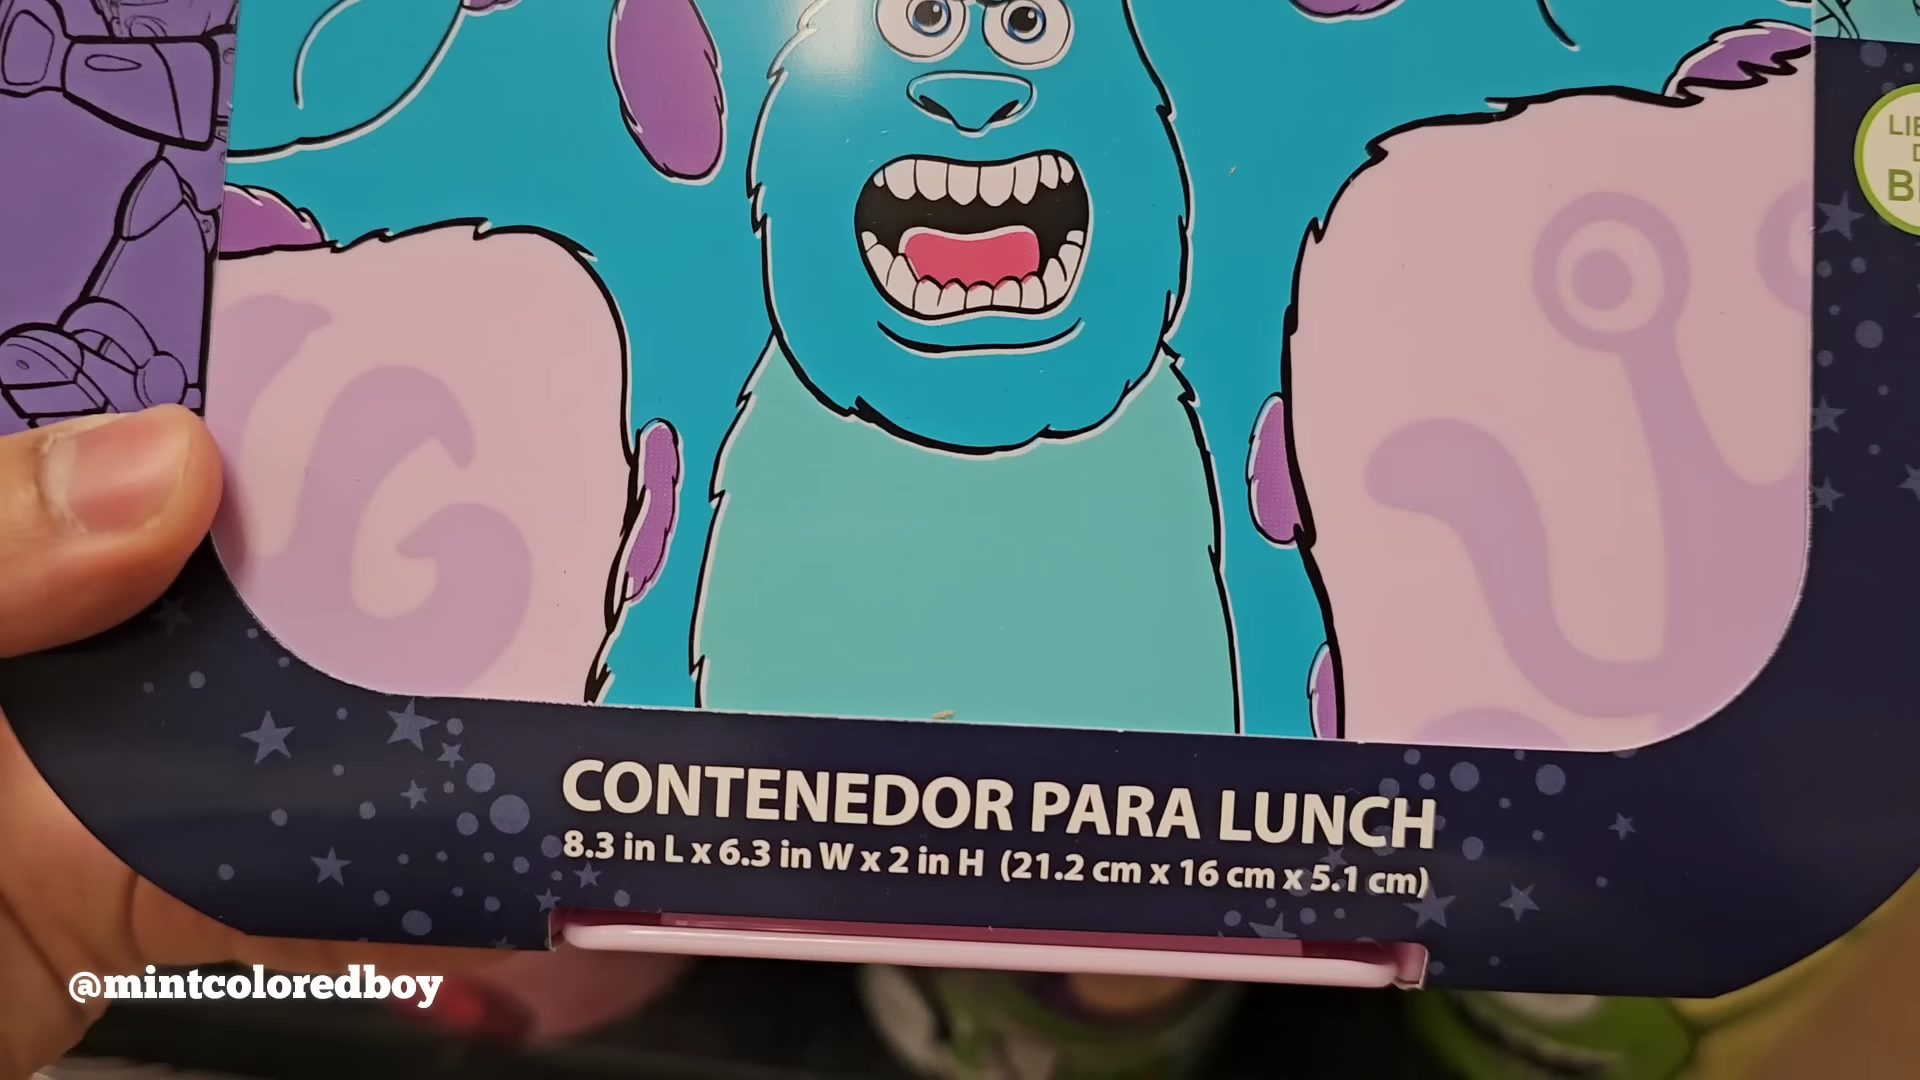 CONTENEDOR PARA LUNCH
8.3 in L x 6.3 in W x 2 in H (21.2 cm x 16 cm x 5.1 cm)
@mintcoloredboy